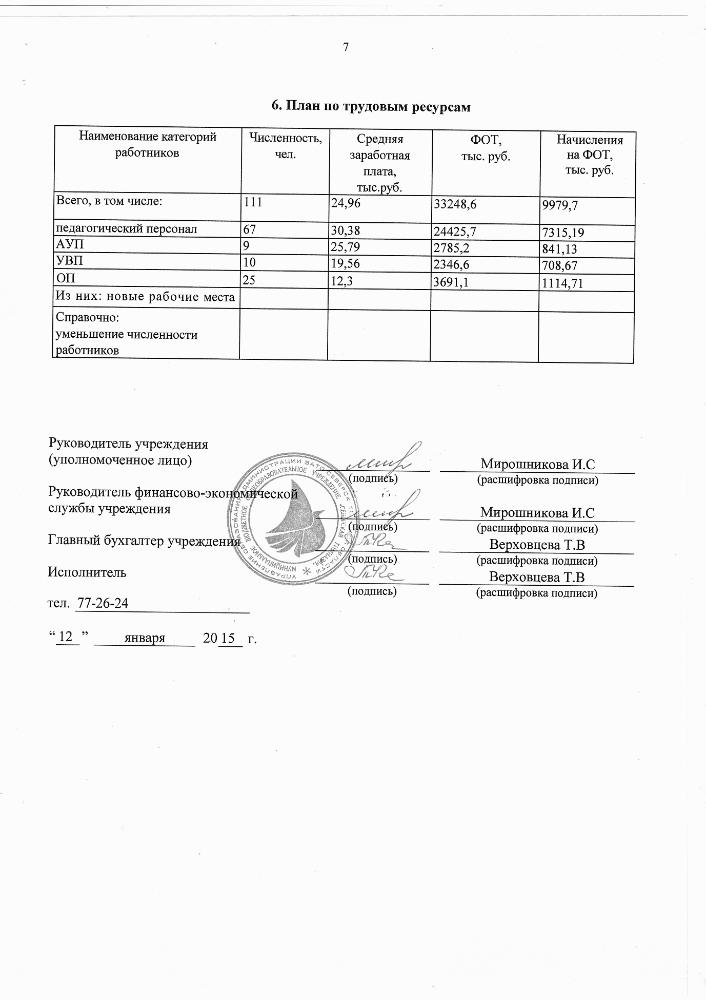 7
6. План по трудовым ресурсам
Наименование категорий работников
Численность, чел.
Средняя заработная плата, тыс.руб.
ФОТ, тыс. руб.
Начисления на ФОТ, тыс. руб.
Всего, в том числе: 111 24,96 33248,6 9979,7
педагогический персонал 67 30,38 24425,7 7315,19
АУП 9 25,79 2785,2 841,13
УВП 10 19,56 2346,6 708,67
ОП 25 12,3 3691,1 1114,71
Из них: новые рабочие места
Справочно:
уменьшение численности
работников
Руководитель учреждения
(уполномоченное лицо) Мирошникова И.С
(подпись) (расшифровка подписи)
Руководитель финансово-экономической
службы учреждения Мирошникова И.С
(подпись) (расшифровка подписи)
Главный бухгалтер учреждения Верховцева Т.В
(подпись) (расшифровка подписи)
Исполнитель Верховцева Т.В
(подпись) (расшифровка подписи)
тел. 77-26-24
“ 12 ” января 20 15 г.
УПРАВЛЕНИЕ ОБРАЗОВАНИЯ АДМИНИСТРАЦИИ ЗАТО СЕВЕРСК ОБЛАСТИ
МУНИЦИПАЛЬНОЕ БЮДЖЕТНОЕ ОБЩЕОБРАЗОВАТЕЛЬНОЕ УЧРЕЖДЕНИЕ "СЕВЕРСКАЯ ГИМНАЗИЯ"